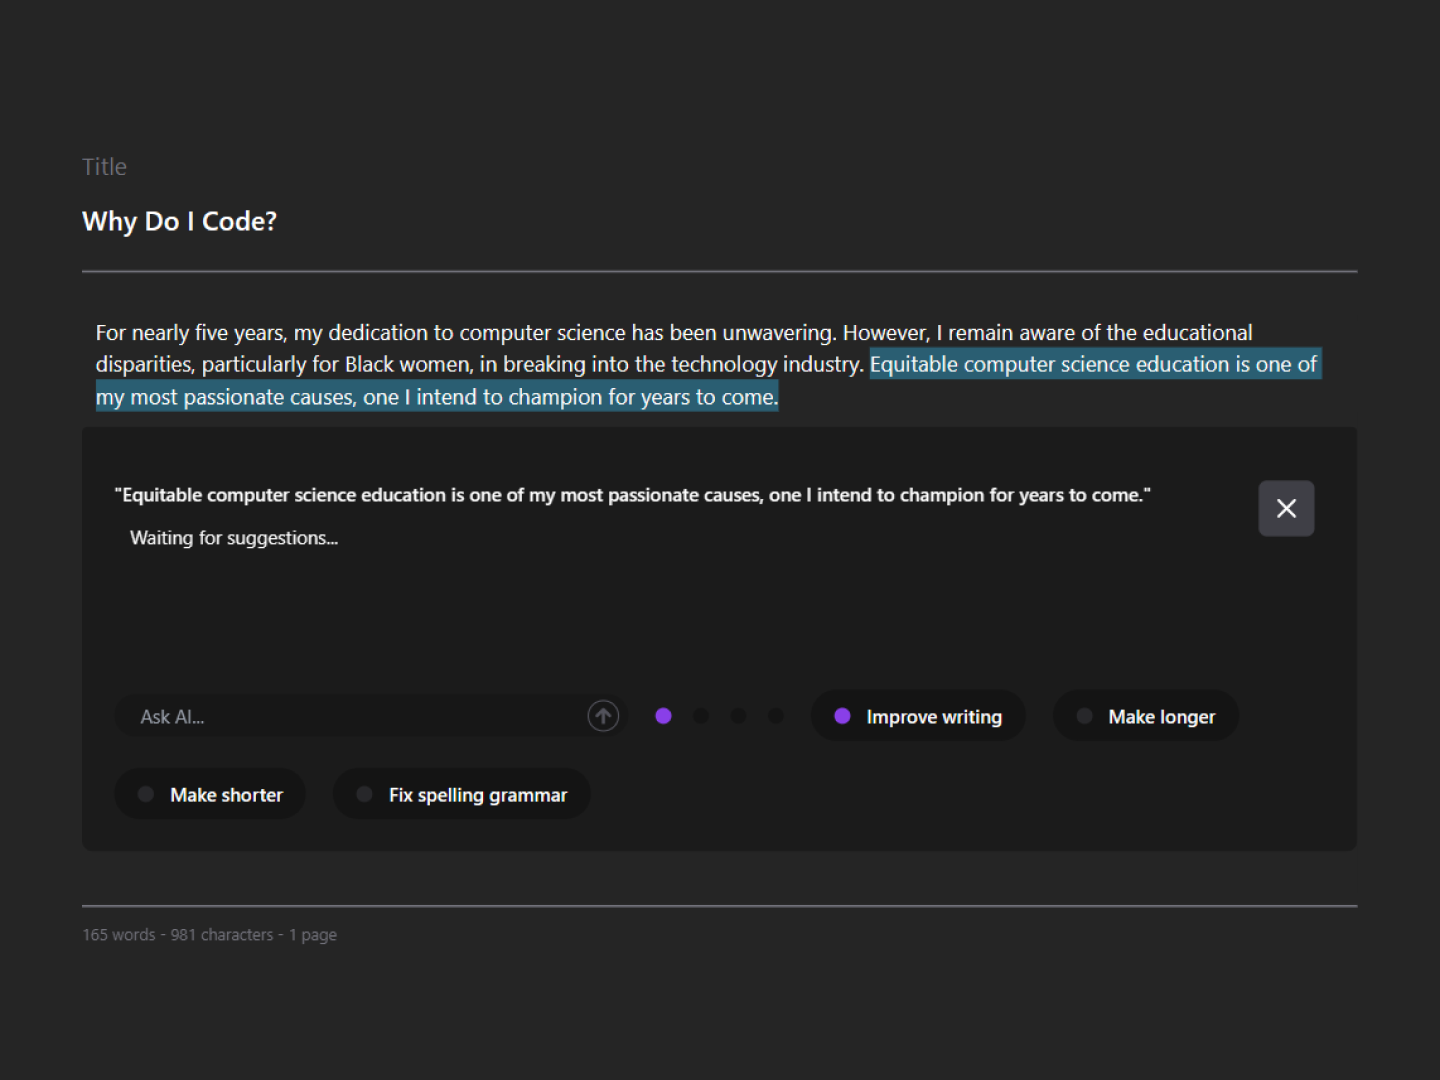 Title
Why Do I Code?
For nearly five years, my dedication to computer science has been unwavering. However, I remain aware of the educational
disparities, particularly for Black women, in breaking into the technology industry. Equitable computer science education is one of
my most passionate causes, one I intend to champion for years to come.
"Equitable computer science education is one of my most passionate causes, one I intend to champion for years to come."
Waiting for suggestions...
Ask AI...
Improve writing
Make longer
Make shorter
Fix spelling grammar
165 words - 981 characters - 1 page